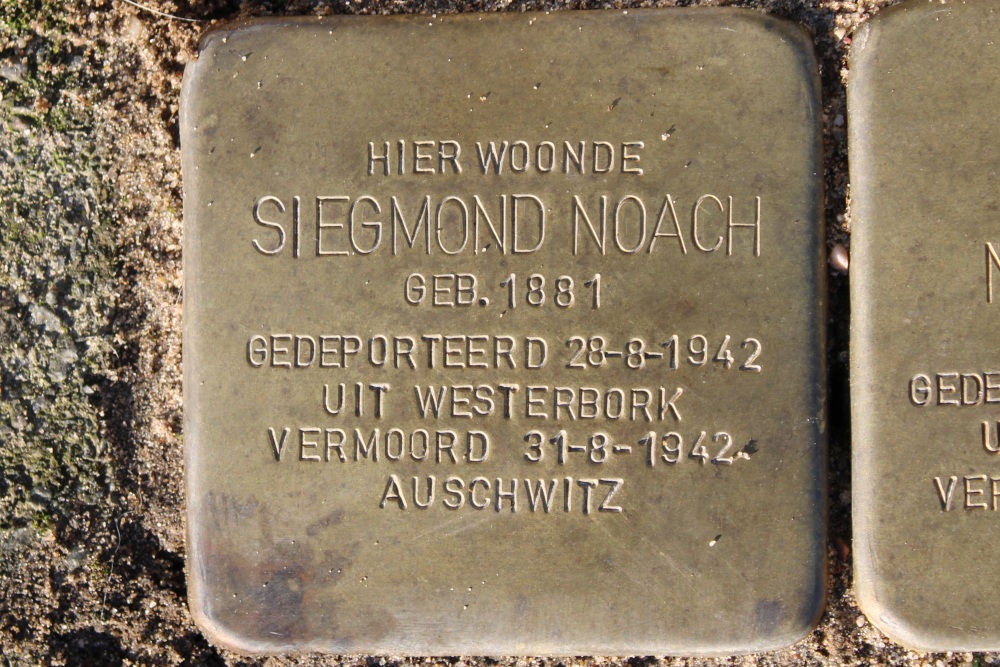 HIER WOONDE
SIEGMOND NOACH
GEB. 1881
GEDEPORTEERD 28-8-1942
UIT WESTERBORK
VERMOORD 31-8-1942
AUSCHWITZ